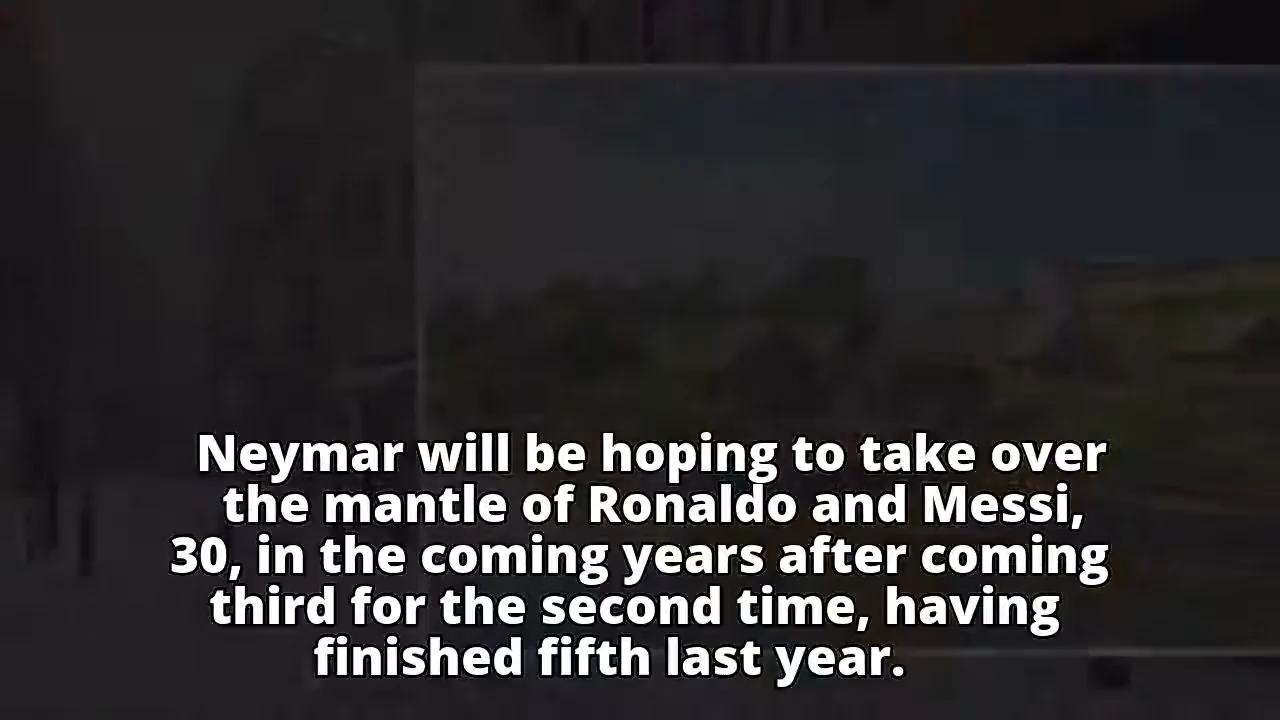 Neymar will be hoping to take over
the mantle of Ronaldo and Messi,
30, in the coming years after coming
third for the second time, having
finished fifth last year.